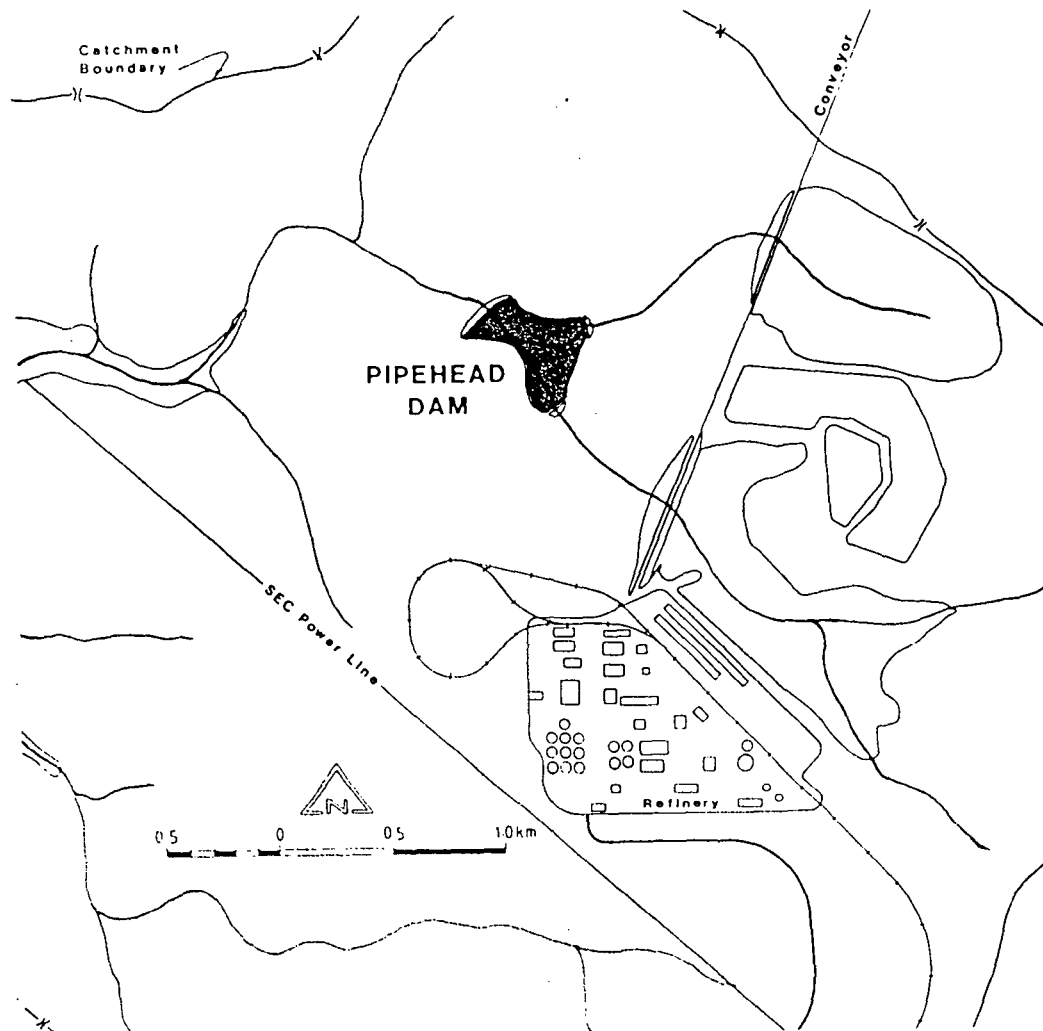 Catchment
Boundary
Conveyor
PIPEHEAD
DAM
SEC Power Line
N
Refinery
0 5 0 0 5 1.0 km